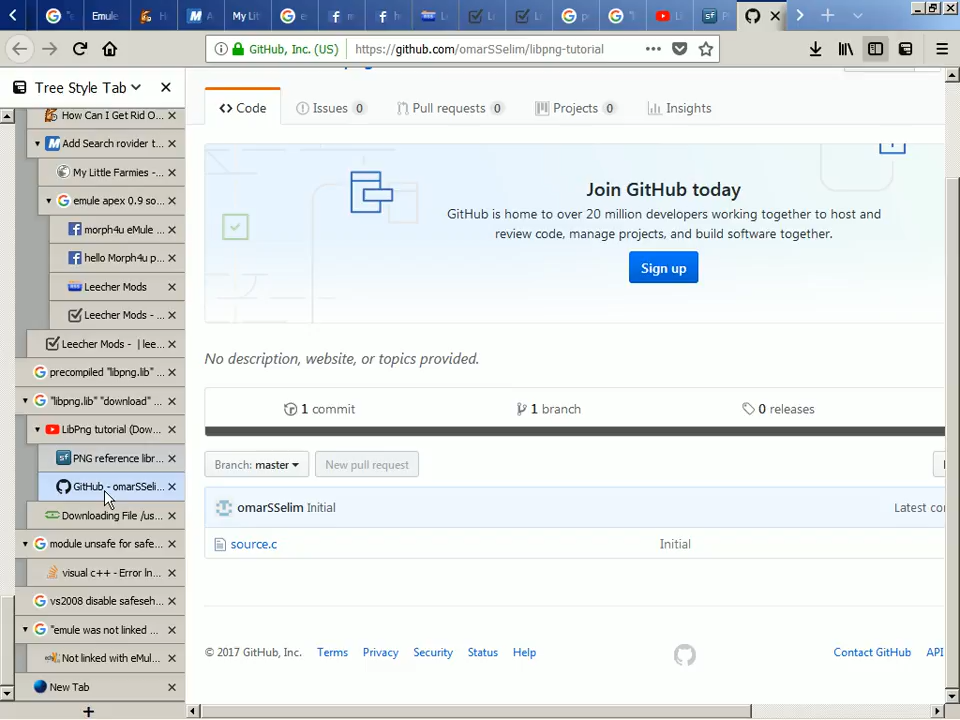 Emule
My Li
GitHub, Inc. (US)
https://github.com/omarSSelim/libpng-tutorial
Tree Style Tab
How Can I Get Rid O...
Add Search rovider t...
My Little Farmies -...
emule apex 0.9 so...
morph4u eMule ...
hello Morph4u p...
Leecher Mods
Leecher Mods - ...
Leecher Mods - | lee...
precompiled "libpng.lib" ...
"libpng.lib" "download" ...
LibPng tutorial (Dow...
PNG reference libr...
GitHub - omarSSeli...
Downloading File /us...
module unsafe for safe...
visual c++ - Error ln...
vs2008 disable safeseh...
"emule was not linked ...
Not linked with eMul...
New Tab
Code
Issues 0
Pull requests 0
Projects 0
Insights
Join GitHub today
GitHub is home to over 20 million developers working together to host and
review code, manage projects, and build software together.
Sign up
No description, website, or topics provided.
1 commit
1 branch
0 releases
Branch: master
New pull request
omarSSelim Initial
Latest co
source.c
Initial
© 2017 GitHub, Inc.
Terms
Privacy
Security
Status
Help
Contact GitHub
API